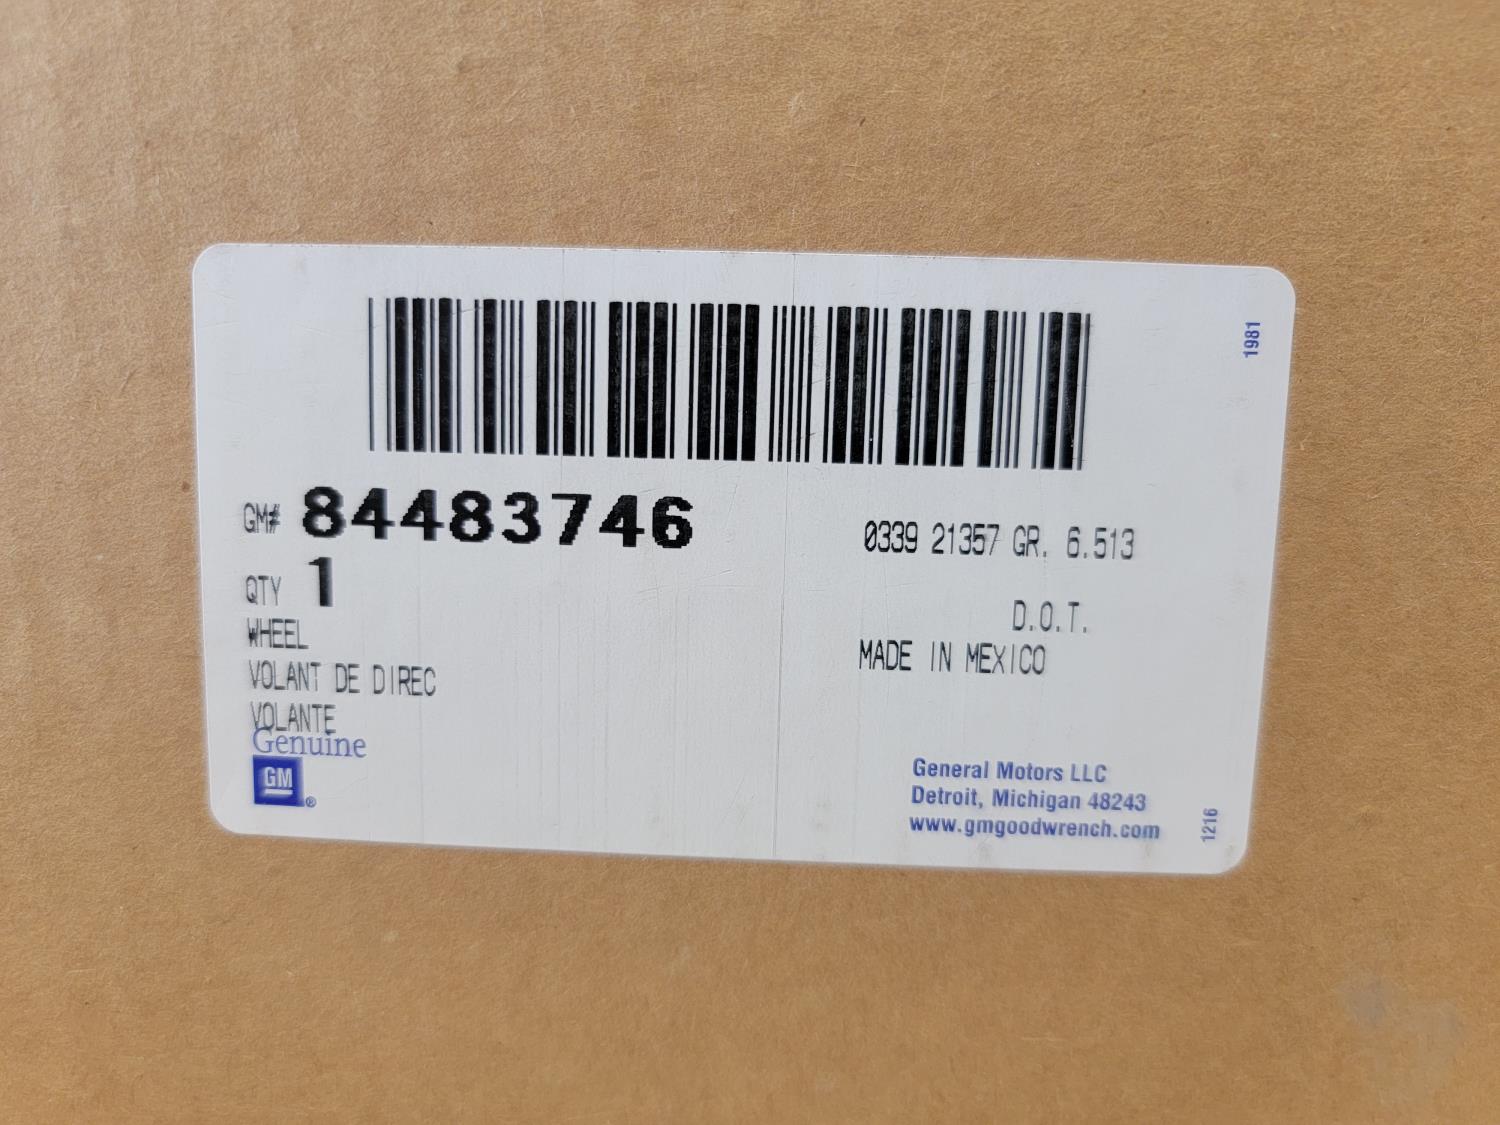 1981
GM# 84483746
0339 21357 GR. 6.513
QTY 1
D.O.T.
WHEEL
MADE IN MEXICO
VOLANT DE DIREC
VOLANTE
Genuine
GM®
General Motors LLC
Detroit, Michigan 48243
www.gmgoodwrench.com
1216